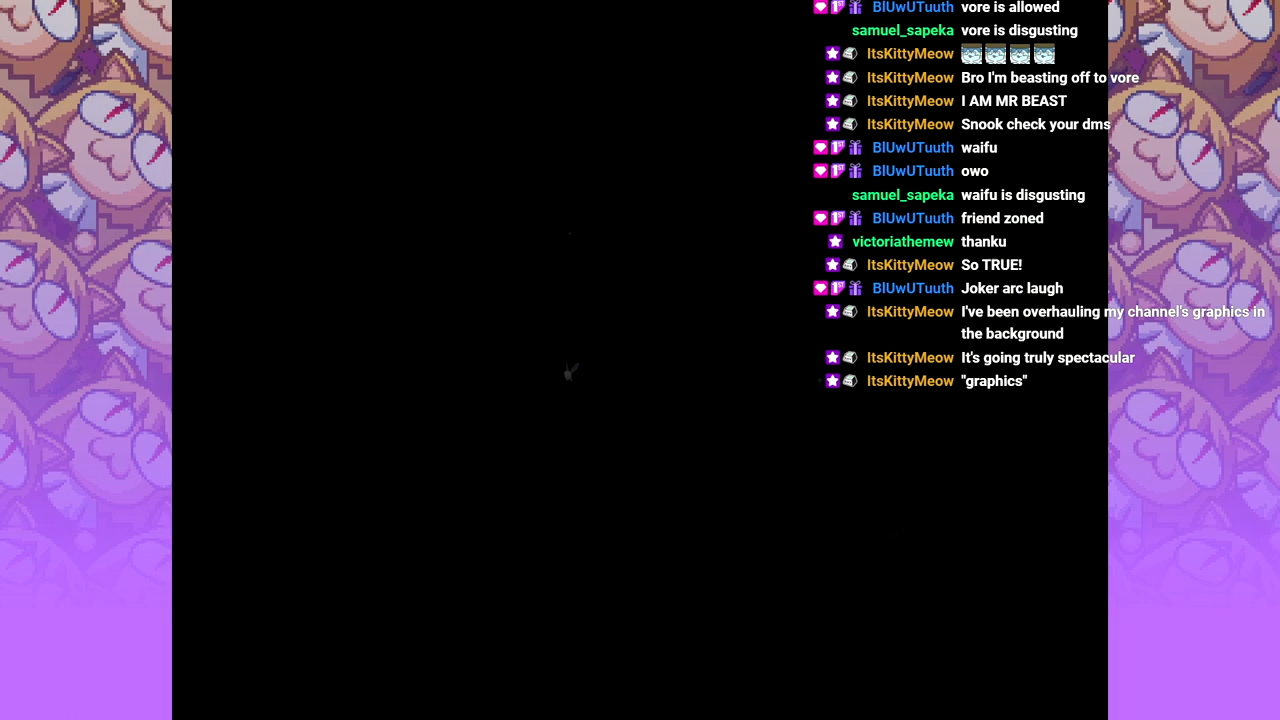 BlUwUTuuth vore is allowed
samuel_sapeka vore is disgusting
ItsKittyMeow
ItsKittyMeow Bro I'm beasting off to vore
ItsKittyMeow I AM MR BEAST
ItsKittyMeow Snook check your dms
BlUwUTuuth waifu
BlUwUTuuth owo
samuel_sapeka waifu is disgusting
BlUwUTuuth friend zoned
victoriathemew thanku
ItsKittyMeow So TRUE!
BlUwUTuuth Joker arc laugh
ItsKittyMeow I've been overhauling my channel's graphics in
the background
ItsKittyMeow It's going truly spectacular
ItsKittyMeow "graphics"